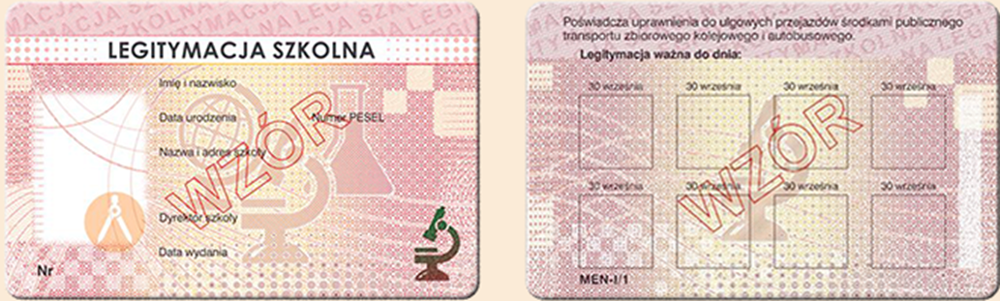 LEGITYMACJA SZKOLNA
Imię i nazwisko
Data urodzenia Numer PESEL
Nazwa i adres szkoły
Dyrektor szkoły
Data wydania
Nr
WZÓR
Poświadcza uprawnienia do ulgowych przejazdów środkami publicznego
transportu zbiorowego kolejowego i autobusowego.
Legitymacja ważna do dnia:
30 września 30 września 30 września 30 września
30 września 30 września 30 września 30 września
WZÓR
MEN-I/1